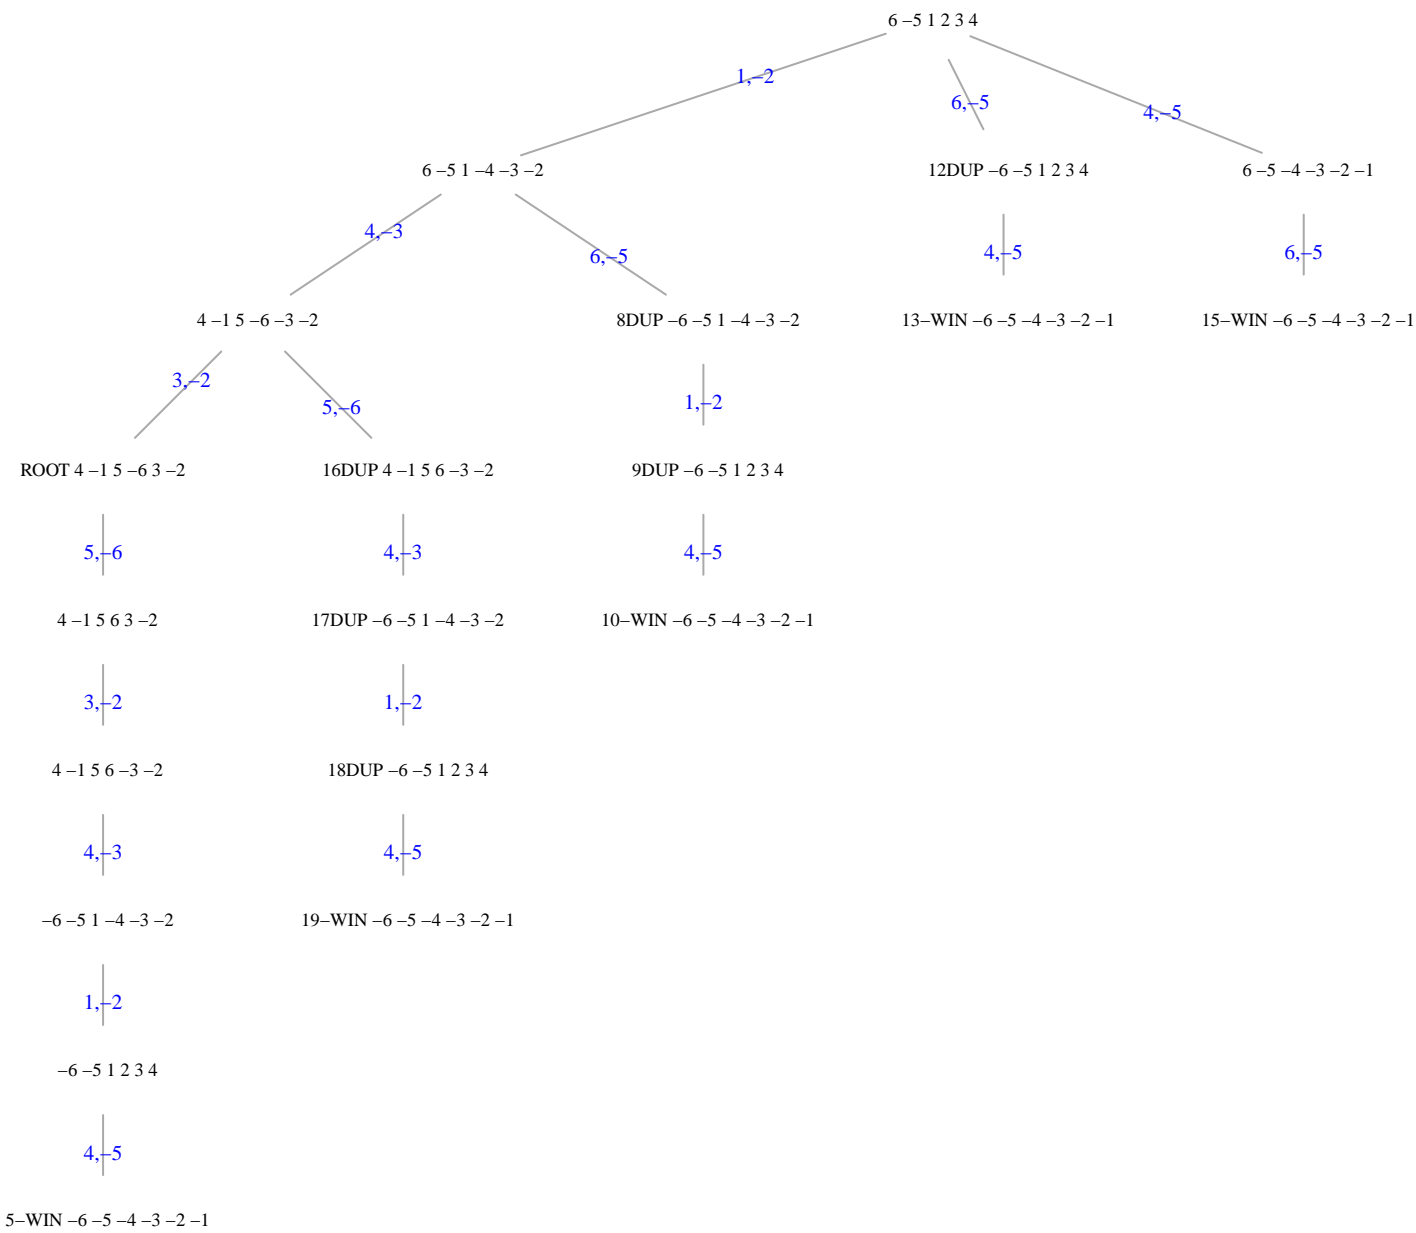 6 –5 1 2 3 4
1,–2
6,–5
4,–5
6 –5 1 –4 –3 –2
12DUP –6 –5 1 2 3 4
6 –5 –4 –3 –2 –1
4,–3
6,–5
4,–5
6,–5
4 –1 5 –6 –3 –2
8DUP –6 –5 1 –4 –3 –2
13–WIN –6 –5 –4 –3 –2 –1
15–WIN –6 –5 –4 –3 –2 –1
3,–2
5,–6
1,–2
ROOT 4 –1 5 –6 3 –2
16DUP 4 –1 5 6 –3 –2
9DUP –6 –5 1 2 3 4
5,–6
4,–3
4,–5
4 –1 5 6 3 –2
17DUP –6 –5 1 –4 –3 –2
10–WIN –6 –5 –4 –3 –2 –1
3,–2
1,–2
4 –1 5 6 –3 –2
18DUP –6 –5 1 2 3 4
4,–3
4,–5
–6 –5 1 –4 –3 –2
19–WIN –6 –5 –4 –3 –2 –1
1,–2
–6 –5 1 2 3 4
4,–5
5–WIN –6 –5 –4 –3 –2 –1